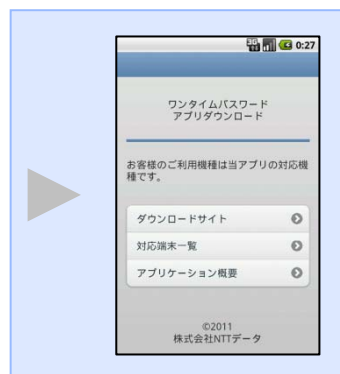 3G
0:27
ワンタイムパスワード
アプリダウンロード
お客様のご利用機種は当アプリの対応機
種です。
ダウンロードサイト
対応端末一覧
アプリケーション概要
©2011
株式会社NTTデータ